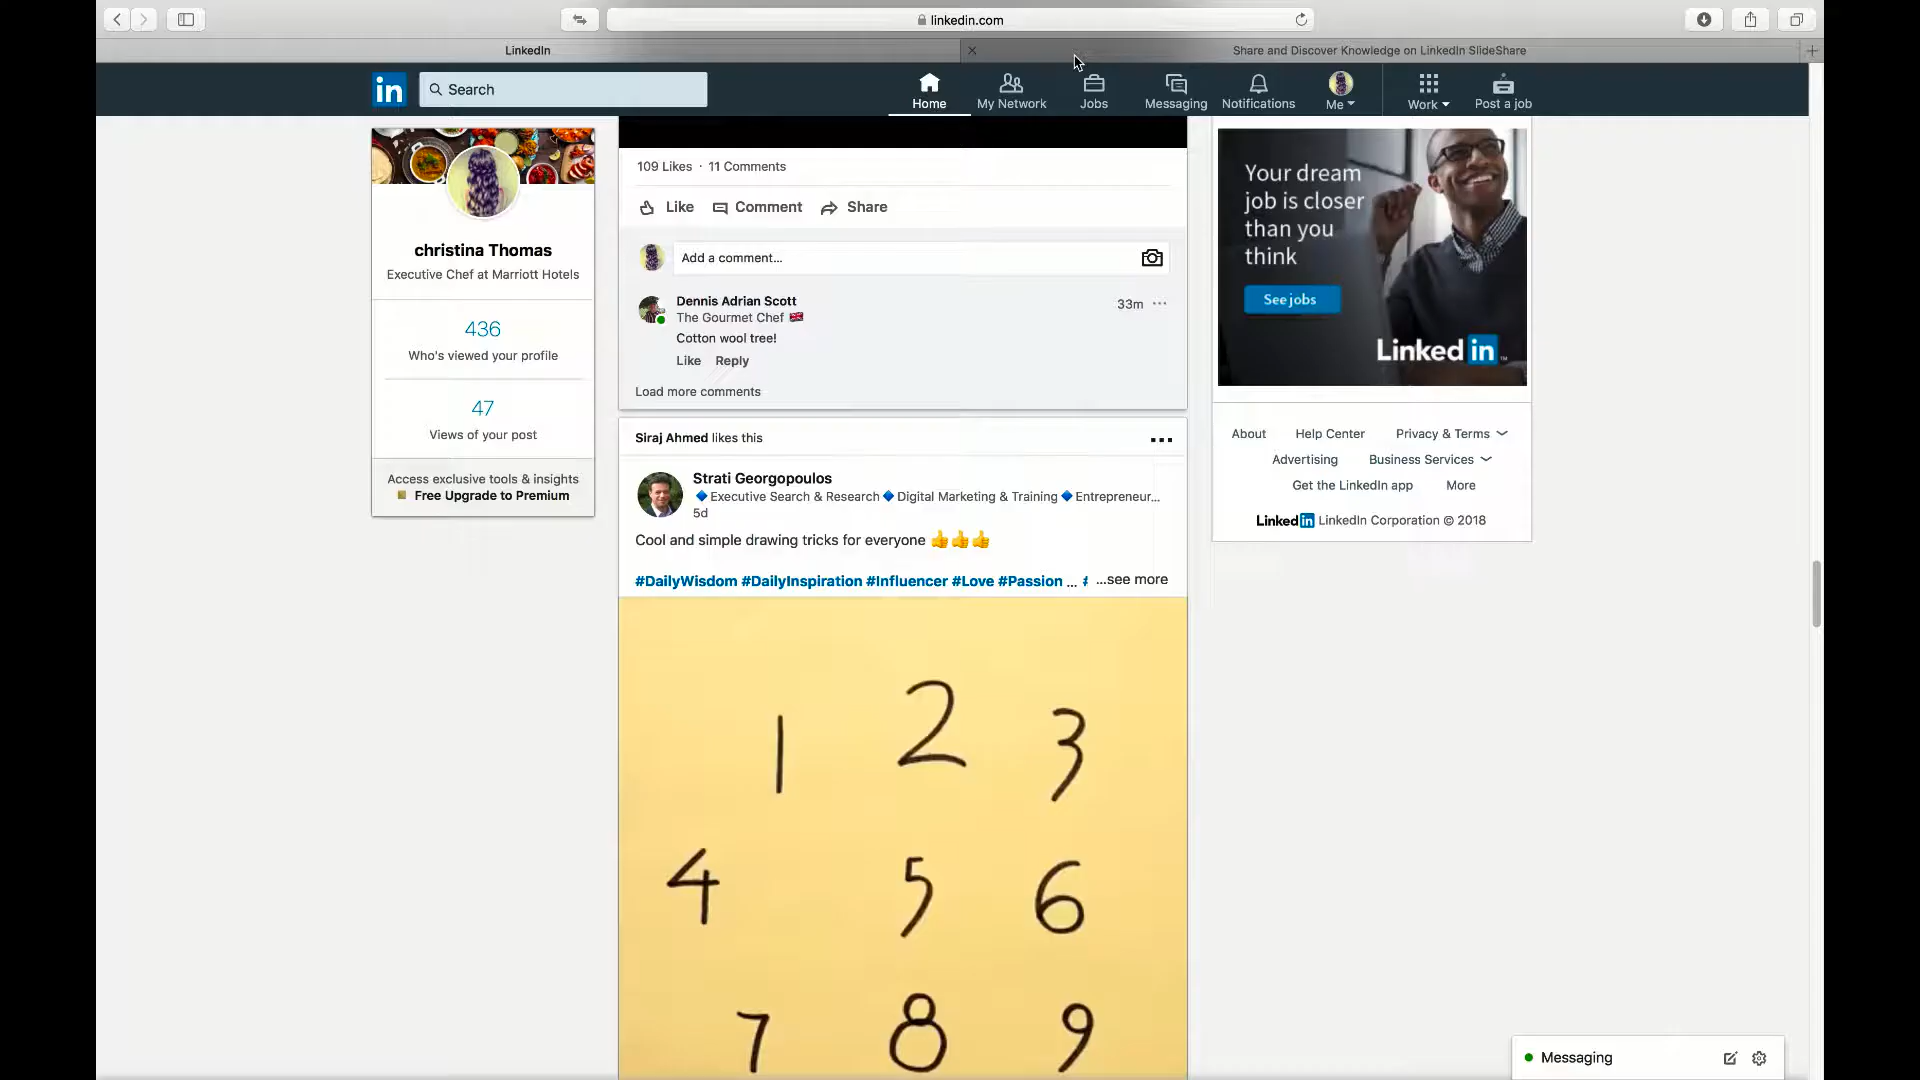 linkedin.com
LinkedIn
Share and Discover Knowledge on LinkedIn SlideShare
in
Search
Home
My Network
Jobs
Messaging
Notifications
Me
Work
Post a job
christina Thomas
Executive Chef at Marriott Hotels
436
Who's viewed your profile
47
Views of your post
Access exclusive tools & insights
Free Upgrade to Premium
109 Likes · 11 Comments
Like
Comment
Share
Add a comment...
Dennis Adrian Scott
33m
The Gourmet Chef 🇬🇧
Cotton wool tree!
Like Reply
Load more comments
Siraj Ahmed likes this
Strati Georgopoulos
🔷Executive Search & Research🔷Digital Marketing & Training🔷Entrepreneur...
5d
Cool and simple drawing tricks for everyone 👍👍👍
#DailyWisdom #DailyInspiration #Influencer #Love #Passion ... # ...see more
1 2 3
4 5 6
7 8 9
Your dream
job is closer
than you
think
See jobs
Linked in
About Help Center Privacy & Terms
Advertising Business Services
Get the LinkedIn app More
Linked in LinkedIn Corporation © 2018
Messaging